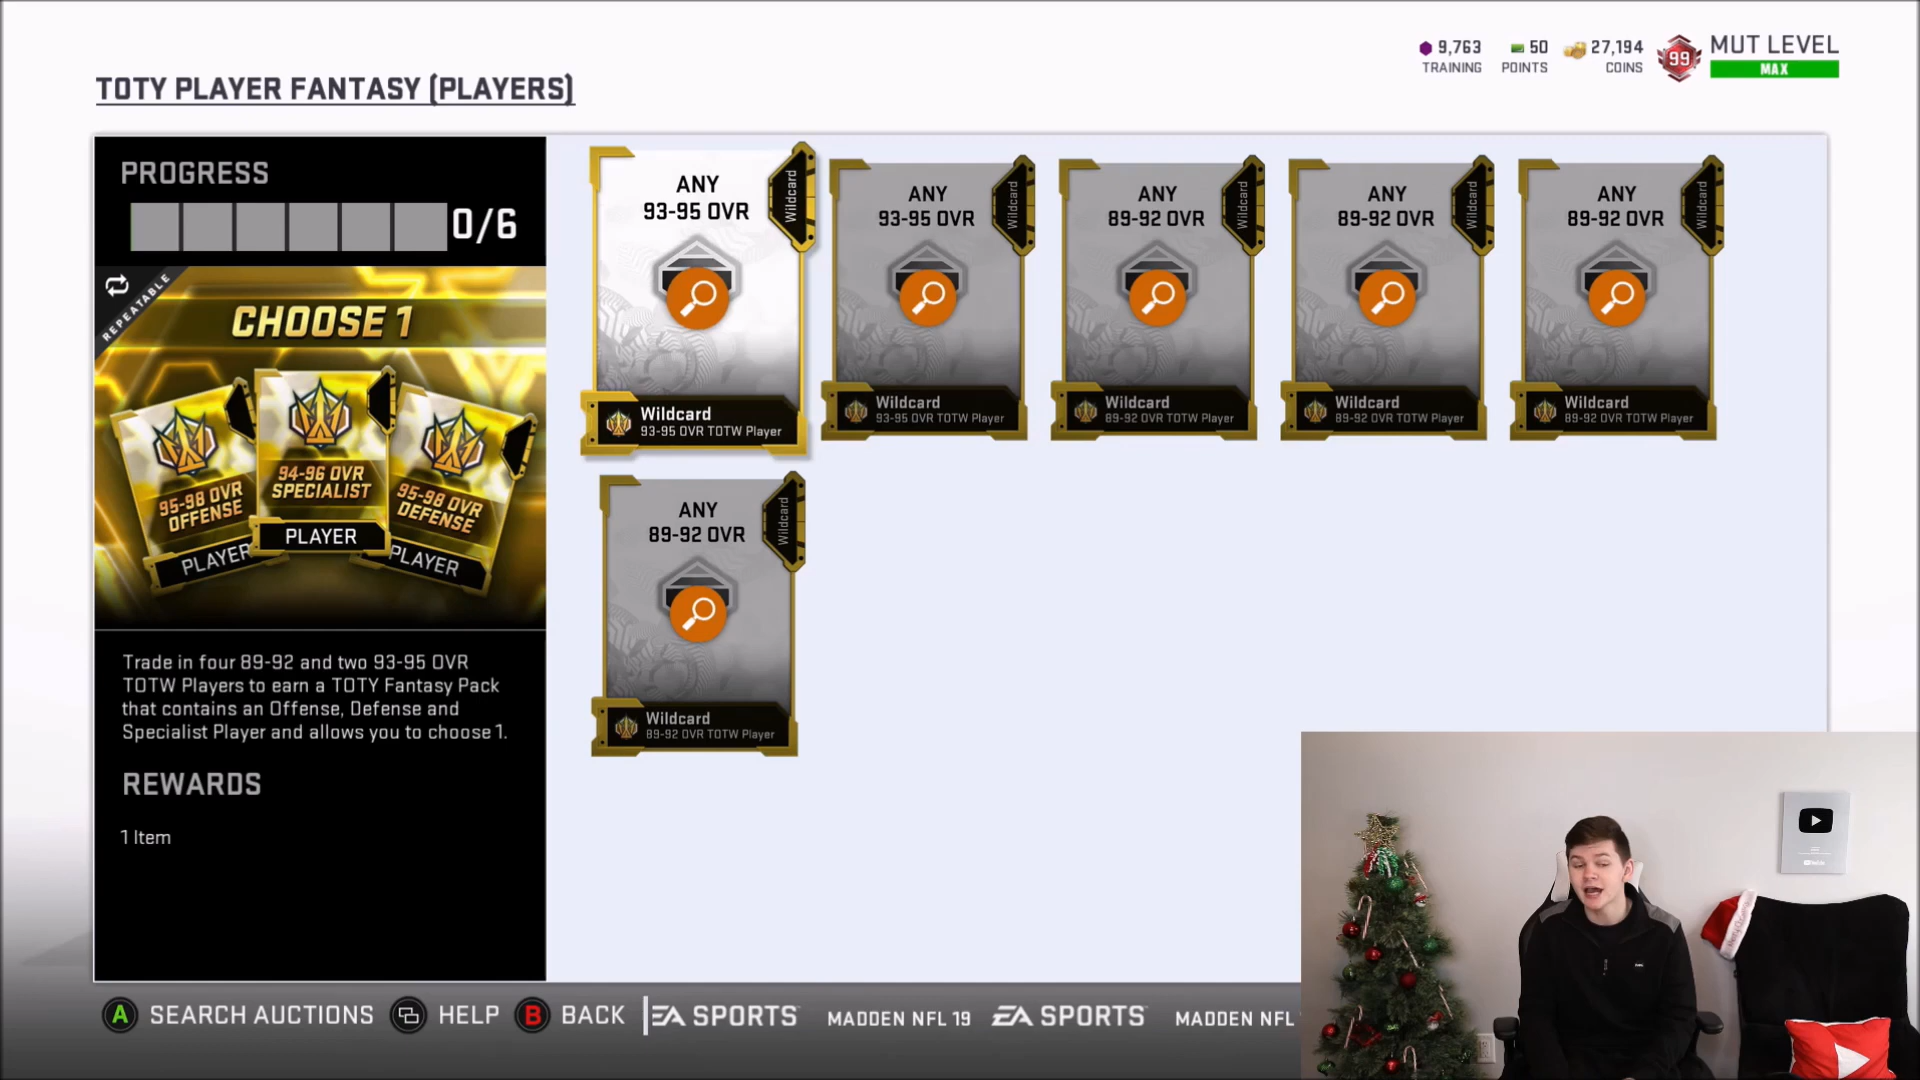 9,763
TRAINING
50
POINTS
27,194
COINS
99
MUT LEVEL
MAX
TOTY PLAYER FANTASY (PLAYERS)
PROGRESS
0/6
REPEATABLE
CHOOSE 1
95-98 OVR
OFFENSE
PLAYER
94-96 OVR
SPECIALIST
PLAYER
95-98 OVR
DEFENSE
PLAYER
Trade in four 89-92 and two 93-95 OVR
TOTW Players to earn a TOTY Fantasy Pack
that contains an Offense, Defense and
Specialist Player and allows you to choose 1.
REWARDS
1 Item
ANY
93-95 OVR
Wildcard
Wildcard
93-95 OVR TOTW Player
ANY
93-95 OVR
Wildcard
Wildcard
93-95 OVR TOTW Player
ANY
89-92 OVR
Wildcard
Wildcard
89-92 OVR TOTW Player
ANY
89-92 OVR
Wildcard
Wildcard
89-92 OVR TOTW Player
ANY
89-92 OVR
Wildcard
Wildcard
89-92 OVR TOTW Player
ANY
89-92 OVR
Wildcard
Wildcard
89-92 OVR TOTW Player
A SEARCH AUCTIONS HELP B BACK EA SPORTS MADDEN NFL 19 EA SPORTS MADDEN NFL